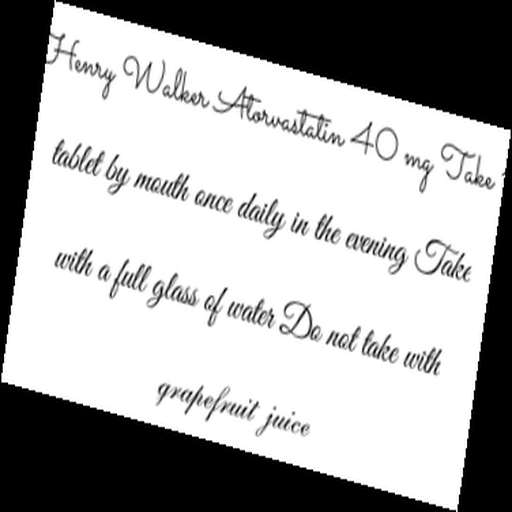 Henry Walker Atorvastatin 40 mg Take
tablet by mouth once daily in the evening Take
with a full glass of water Do not take with
grapefruit juice